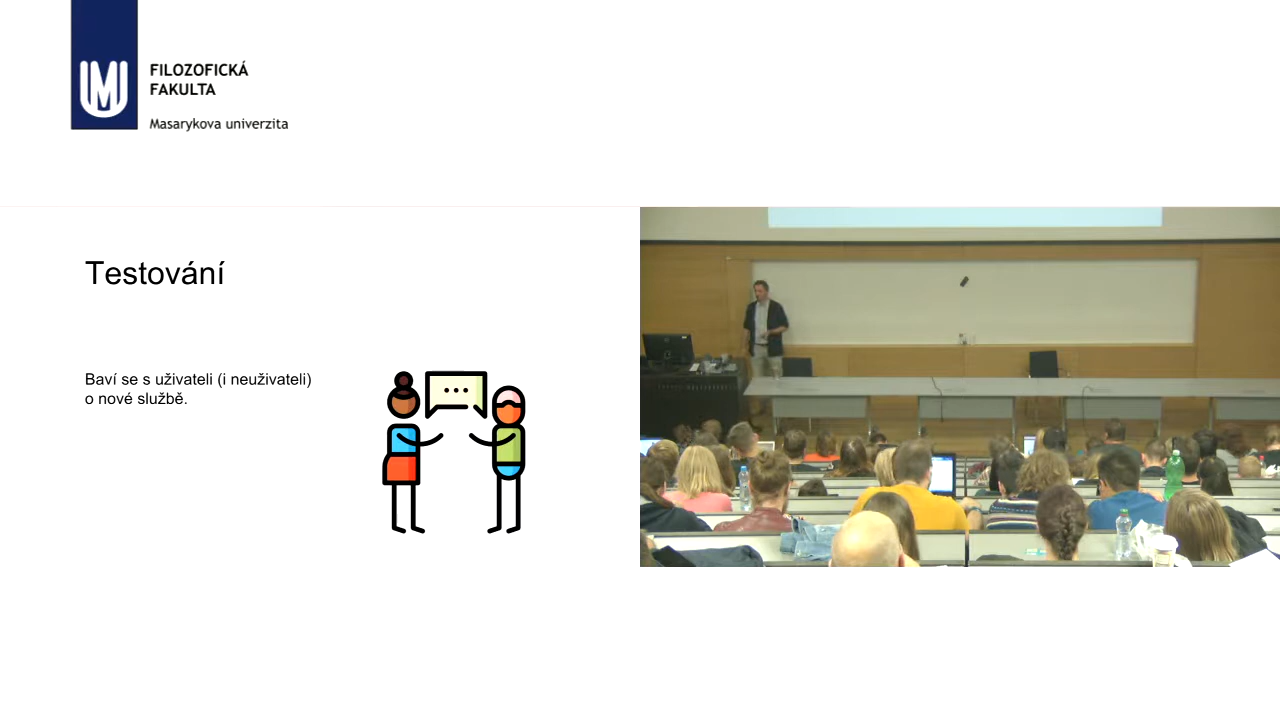 FILOZOFICKÁ
FAKULTA
Masarykova univerzita
Testování
Baví se s uživateli (i neuživateli)
o nové službě.